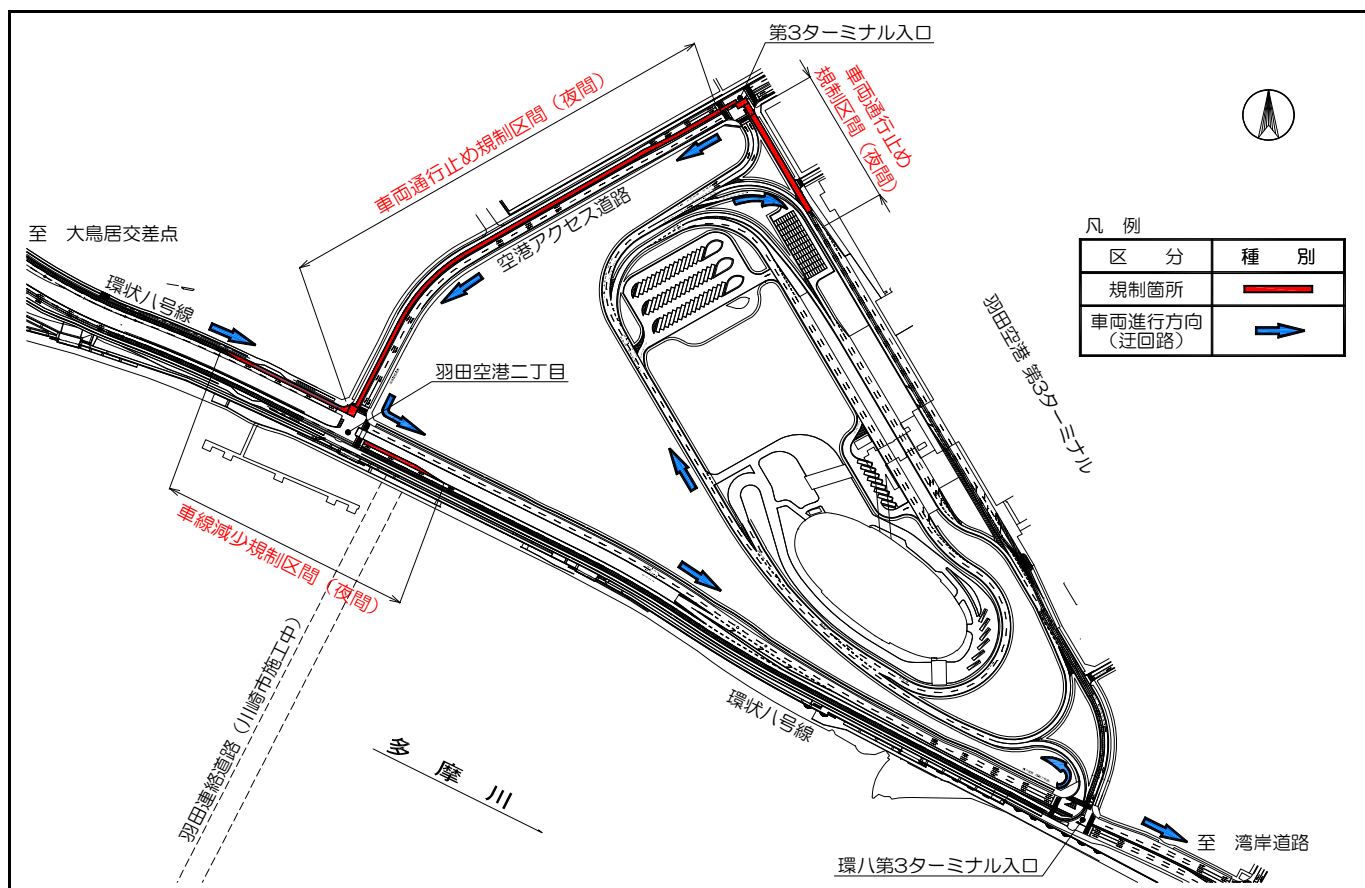 第3ターミナル入口
車両通行止め規制区間（夜間）
車両通行止め
規制区間（夜間）
至　大鳥居交差点
環状八号線
空港アクセス道路
羽田空港二丁目
羽田空港 第3ターミナル
凡　例
区　分
種　別
規制箇所
車両進行方向
（迂回路）
車線減少規制区間（夜間）
羽田連絡道路（川崎市施工中）
多摩川
環状八号線
至　湾岸道路
環八第3ターミナル入口